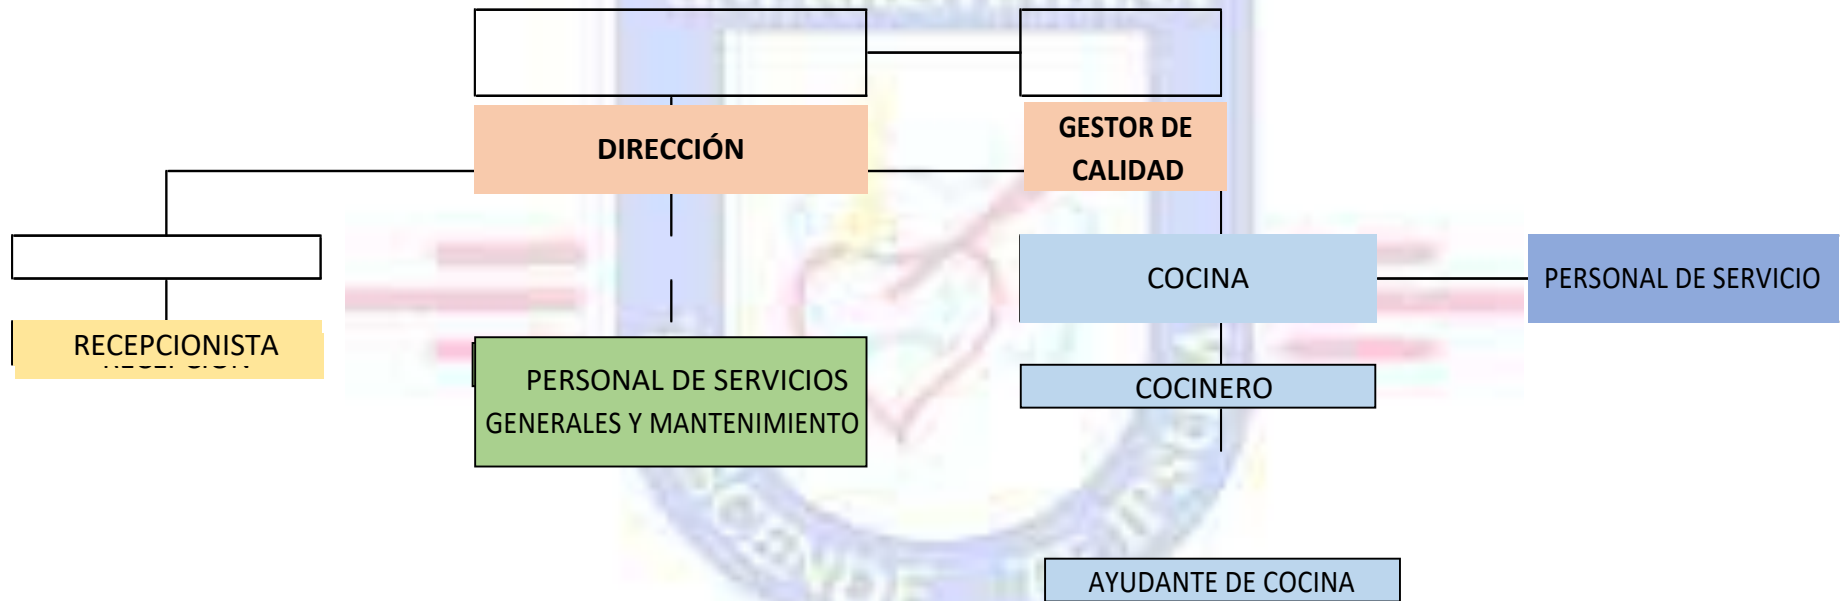 DIRECCIÓN
GESTOR DE
CALIDAD
COCINA
PERSONAL DE SERVICIO
RECEPCIONISTA
PERSONAL DE SERVICIOS
GENERALES Y MANTENIMIENTO
COCINERO
AYUDANTE DE COCINA